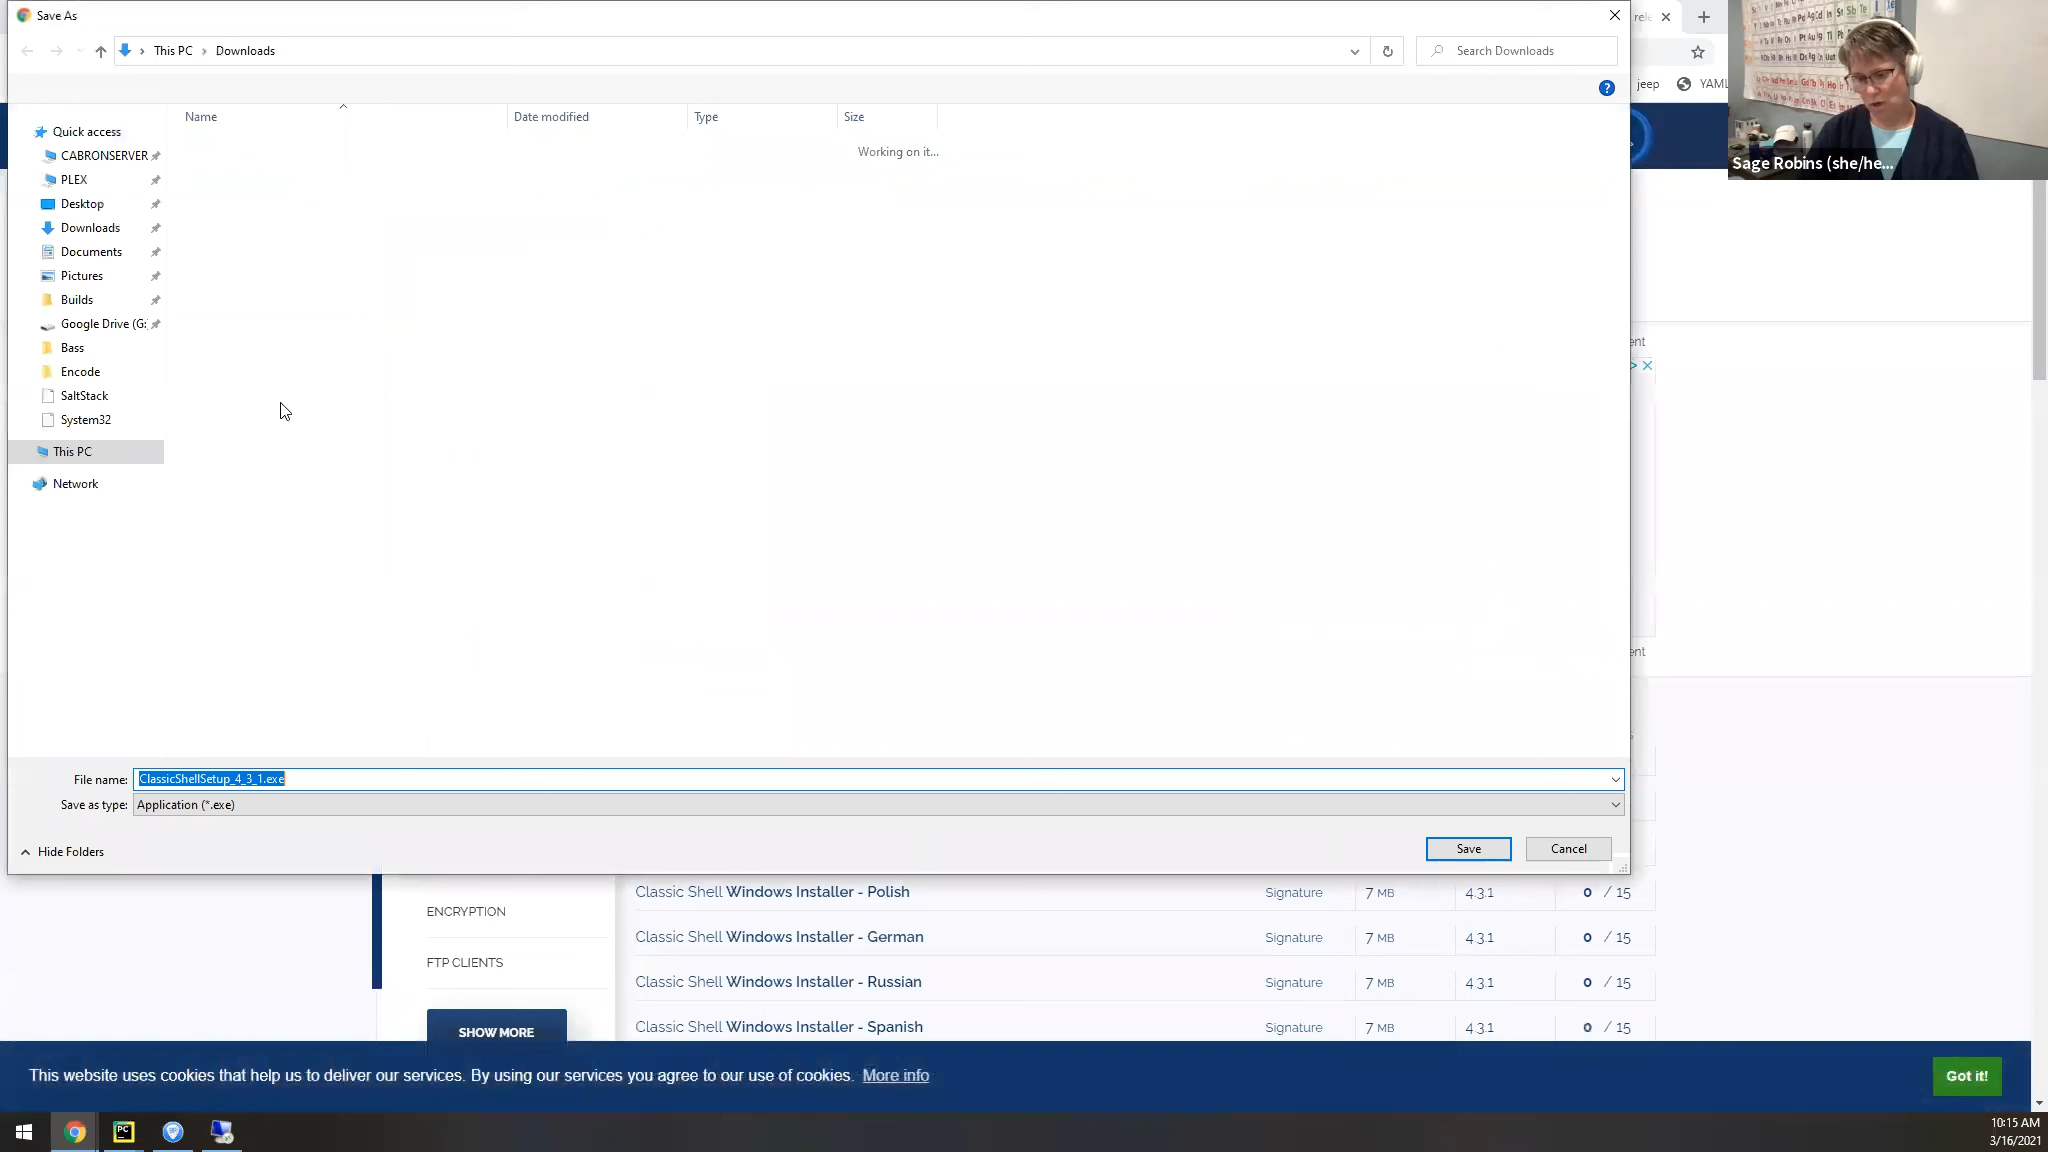 Save As
This PC
Downloads
Search Downloads
Name
Date modified
Type
Size
Working on it...
Quick access
CABRONSERVER
PLEX
Desktop
Downloads
Documents
Pictures
Builds
Google Drive (G:
Bass
Encode
SaltStack
System32
This PC
Network
File name:
ClassicShellSetup_4_3_1.exe
Save as type:
Application (*.exe)
Hide Folders
Save
Cancel
jeep
YAML
Sage Robins (she/he...
ENCRYPTION
FTP CLIENTS
SHOW MORE
Classic Shell Windows Installer - Polish Signature 7 MB 4.3.1 0 / 15
Classic Shell Windows Installer - German Signature 7 MB 4.3.1 0 / 15
Classic Shell Windows Installer - Russian Signature 7 MB 4.3.1 0 / 15
Classic Shell Windows Installer - Spanish Signature 7 MB 4.3.1 0 / 15
This website uses cookies that help us to deliver our services. By using our services you agree to our use of cookies. More info
Got it!
10:15 AM
3/16/2021